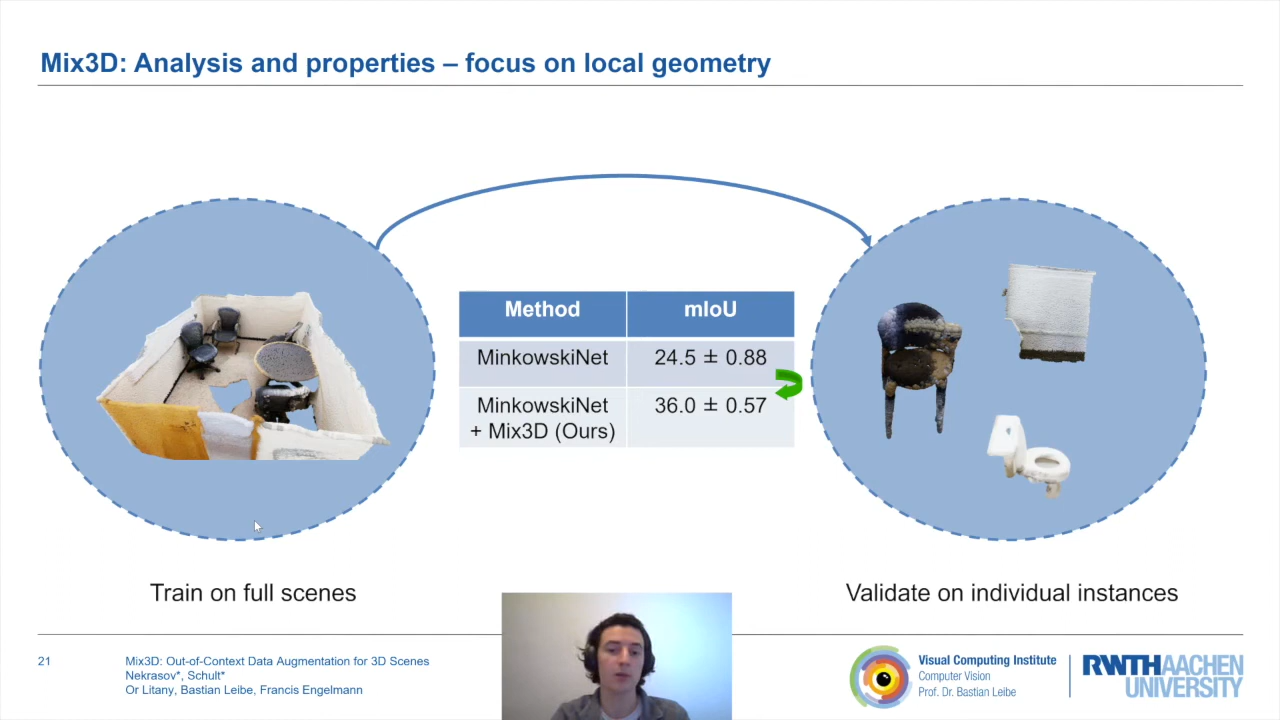 Mix3D: Analysis and properties – focus on local geometry
Method mIoU
MinkowskiNet 24.5 ± 0.88
MinkowskiNet
+ Mix3D (Ours) 36.0 ± 0.57
Train on full scenes
Validate on individual instances
21
Mix3D: Out-of-Context Data Augmentation for 3D Scenes
Nekrasov*, Schult*
Or Litany, Bastian Leibe, Francis Engelmann
Visual Computing Institute
Computer Vision
Prof. Dr. Bastian Leibe
RWTHAACHEN
UNIVERSITY